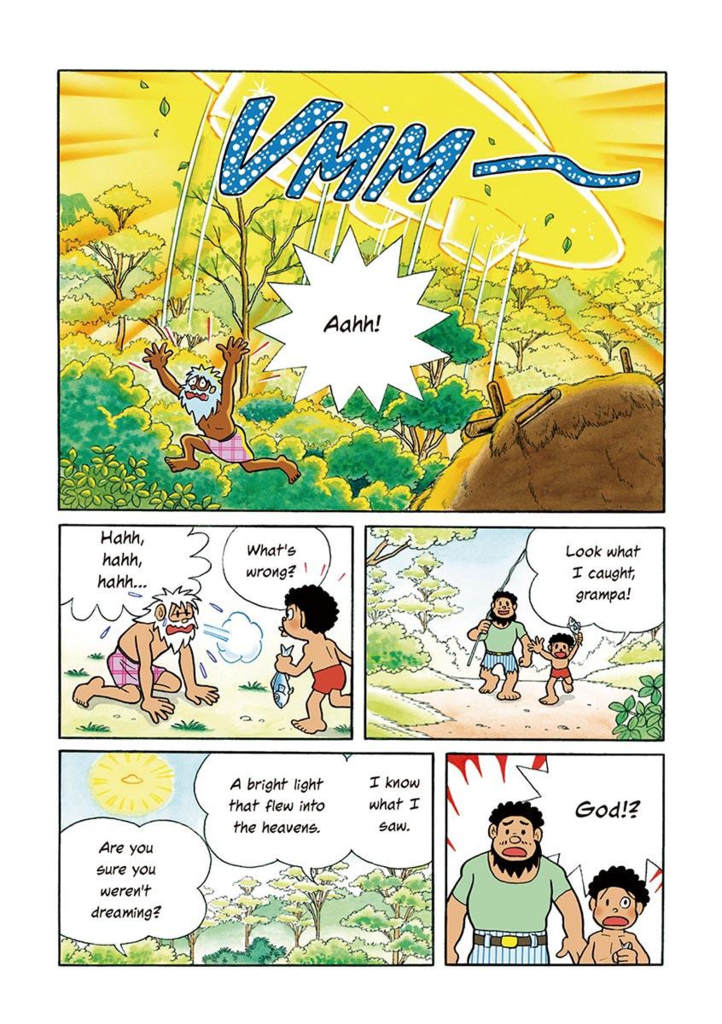 VMM~
Aahh!
Look what
I caught,
grampa!
What's
wrong?
Hahh,
hahh,
hahh...
God!?
I know
what I
saw.
A bright light
that flew into
the heavens.
Are you
sure you
weren't
dreaming?